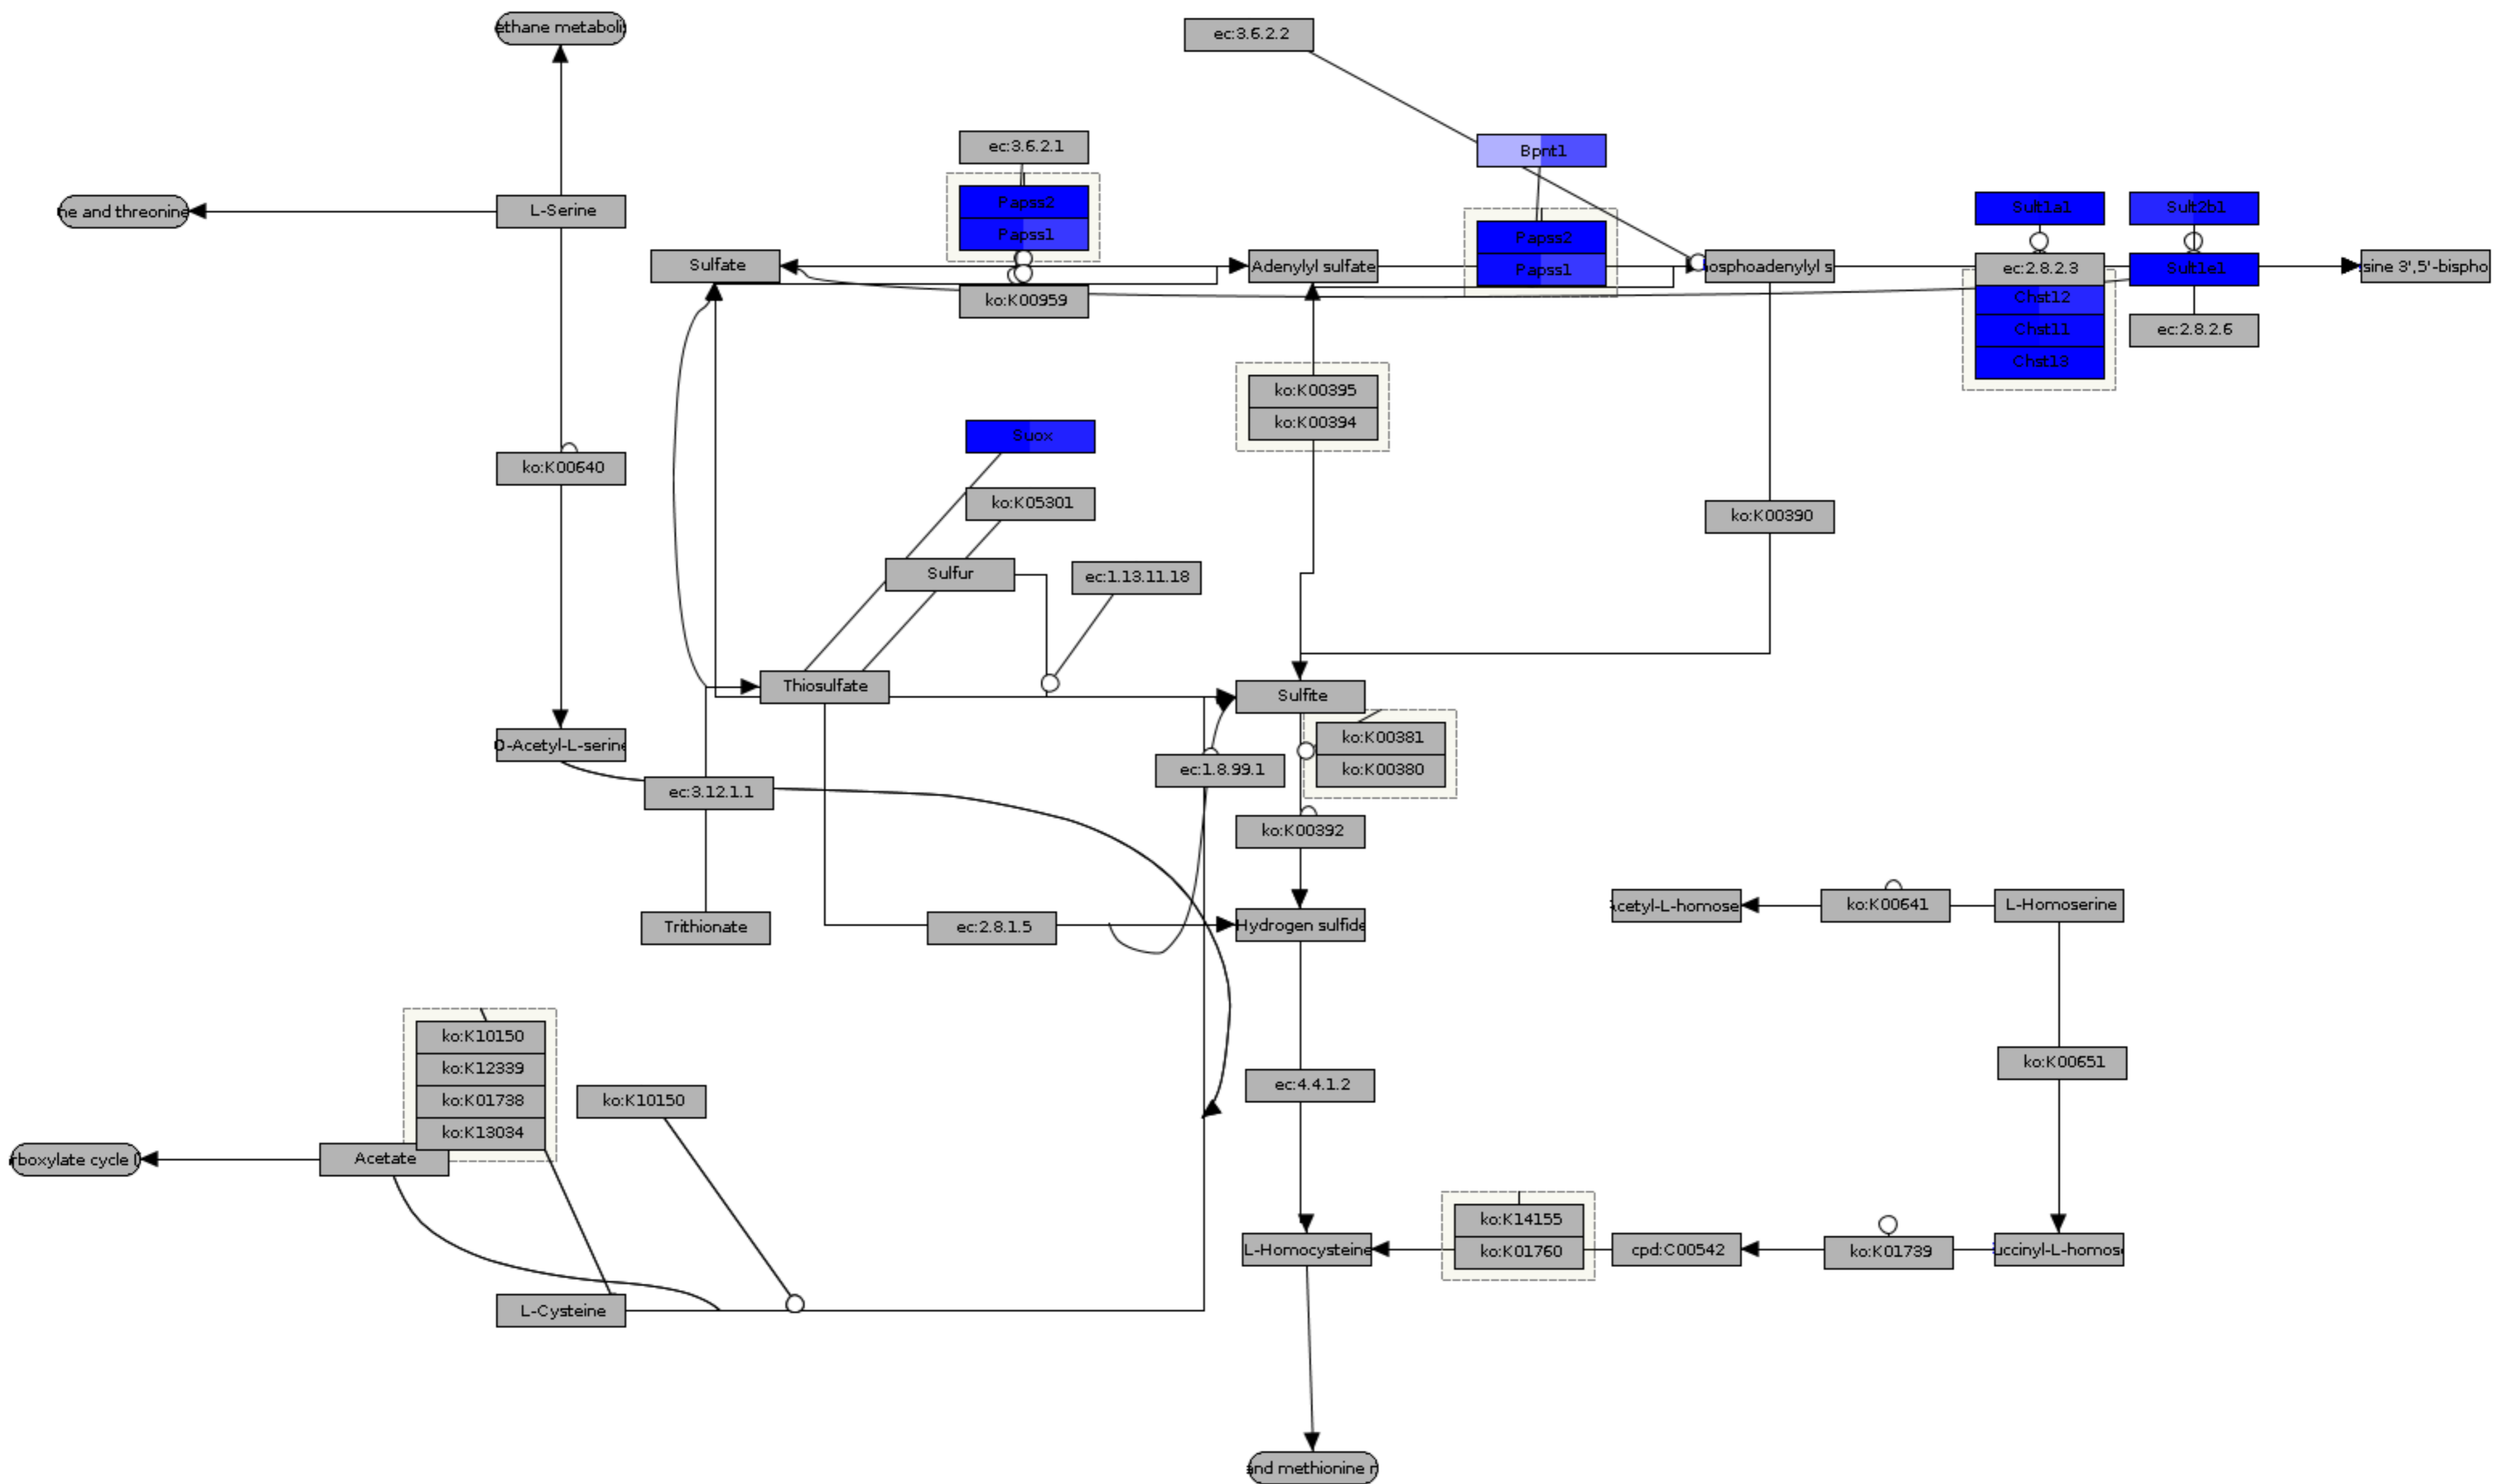 ethane metaboli
ec:3.6.2.2
ec:3.6.2.1
Bpnt1
ne and threonine
L-Serine
Papss2
Papss1
Sult1a1
Sult2b1
Papss2
Papss1
Sulfate
Adenylyl sulfate
osphoadenylyl s
ec:2.8.2.3
Sult1e1
sine 3',5'-bispho
ko:K00959
Chst12
Chst11
Chst13
ec:2.8.2.6
ko:K00395
ko:K00394
Suox
ko:K00640
ko:K05301
ko:K00390
Sulfur
ec:1.13.11.18
Thiosulfate
Sulfite
O-Acetyl-L-serine
ko:K00381
ko:K00380
ec:1.8.99.1
ec:3.12.1.1
ko:K00392
Trithionate
ec:2.8.1.5
Hydrogen sulfide
cetyl-L-homose
ko:K00641
L-Homoserine
ko:K10150
ko:K12339
ko:K01738
ko:K13034
ko:K10150
ec:4.4.1.2
ko:K00651
rboxylate cycle (
Acetate
ko:K14155
ko:K01760
L-Homocysteine
cpd:C00542
ko:K01739
uccinyl-L-homos
L-Cysteine
and methionine r